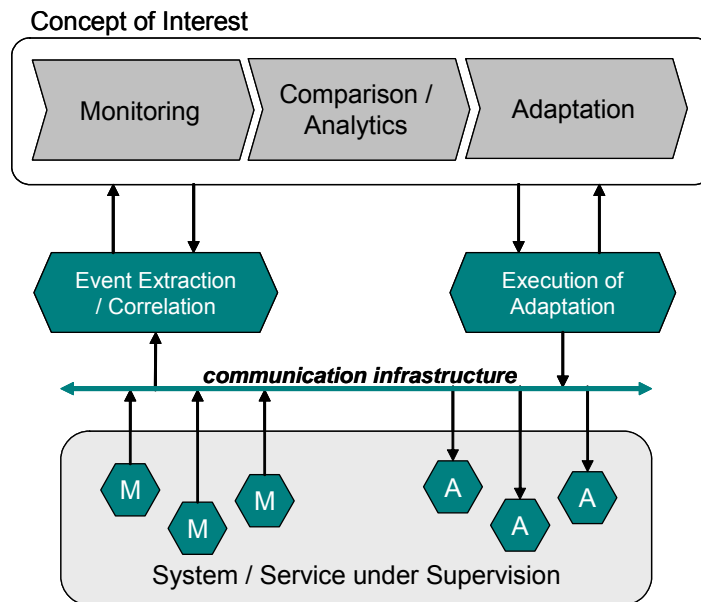 Concept of Interest
Monitoring
Comparison /
Analytics
Adaptation
Event Extraction
/ Correlation
Execution of
Adaptation
communication infrastructure
M
M
M
A
A
A
System / Service under Supervision